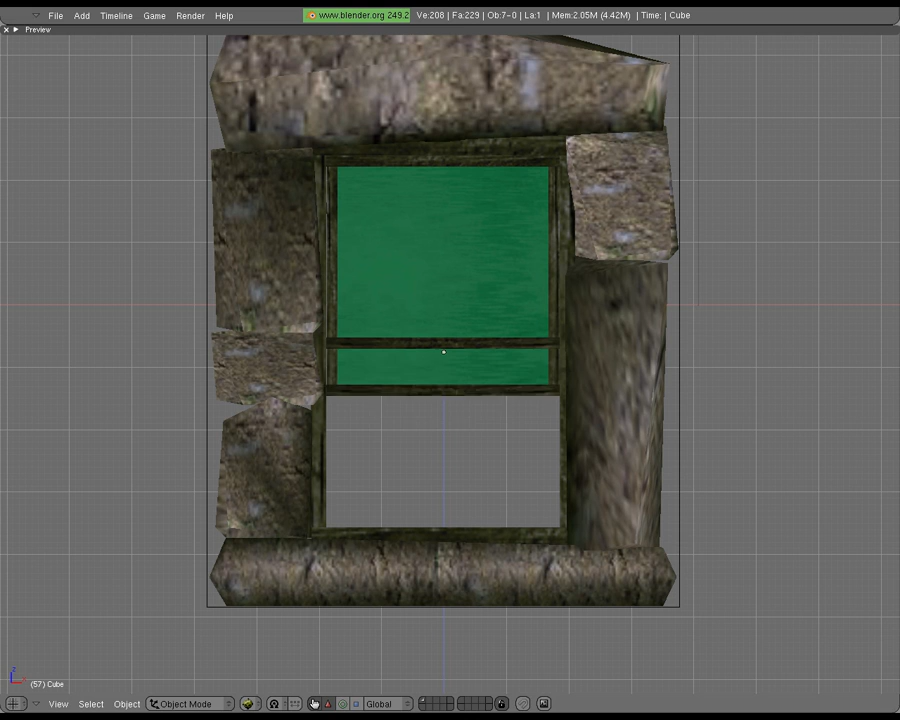 File Add Timeline Game Render Help www.blender.org 249.2 Ve:208 | Fa:229 | Ob:7-0 | La:1 | Mem:2.05M (4.42M) | Time: | Cube
Preview
z
x
(57) Cube
View Select Object Object Mode Global